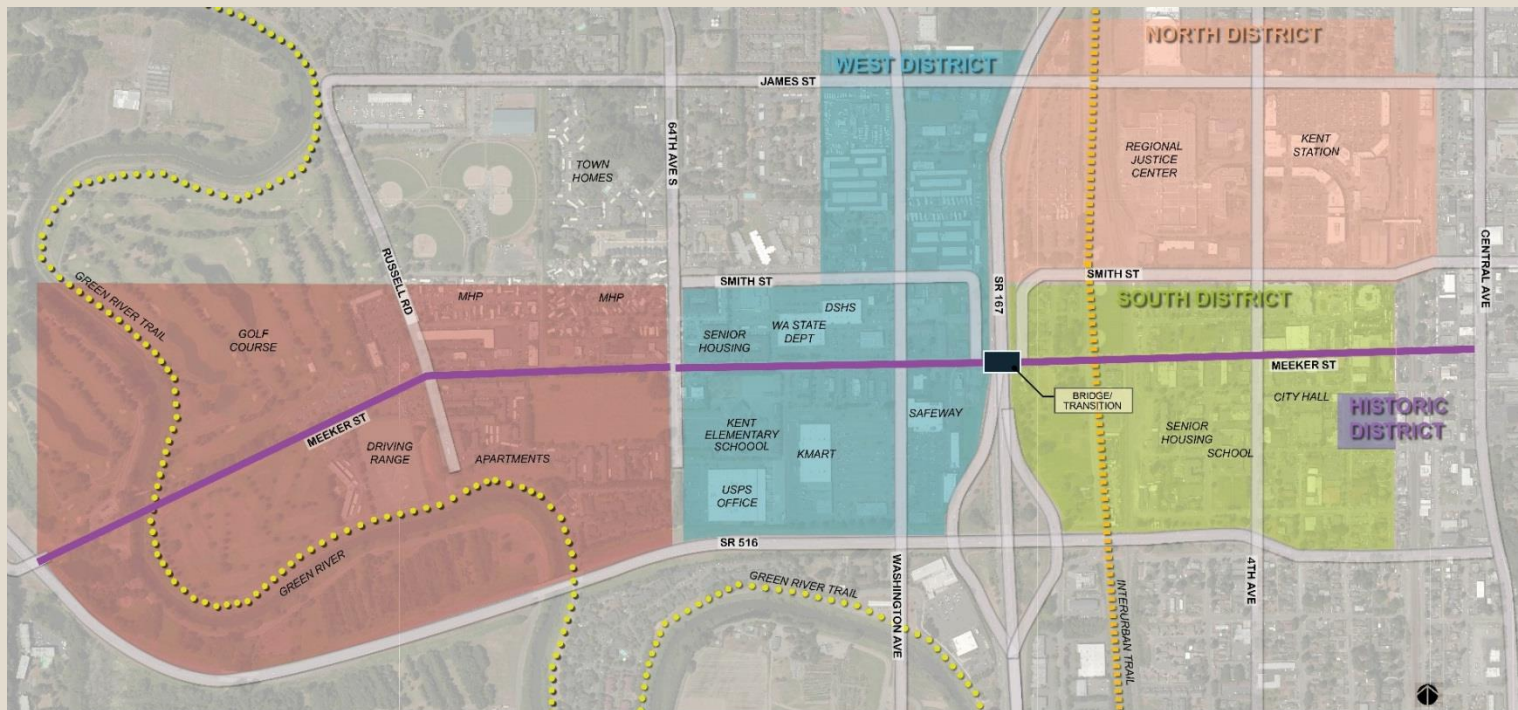 NORTH DISTRICT
WEST DISTRICT
JAMES ST
64TH AVE S
TOWN
HOMES
REGIONAL
JUSTICE
CENTER
KENT
STATION
RUSSELL RD
CENTRAL AVE
GREEN RIVER TRAIL
SMITH ST
SMITH ST
SR 167
MHP
MHP
SOUTH DISTRICT
GOLF
COURSE
SENIOR
HOUSING
WA STATE
DEPT
DSHS
MEEKER ST
BRIDGE/
TRANSITION
CITY HALL
HISTORIC
DISTRICT
MEEKER ST
DRIVING
RANGE
APARTMENTS
KENT
ELEMENTARY
SCHOOOL
KMART
SAFEWAY
SENIOR
HOUSING
SCHOOL
USPS
OFFICE
SR 516
GREEN RIVER
GREEN RIVER TRAIL
WASHINGTON AVE
INTERURBAN TRAIL
4TH AVE